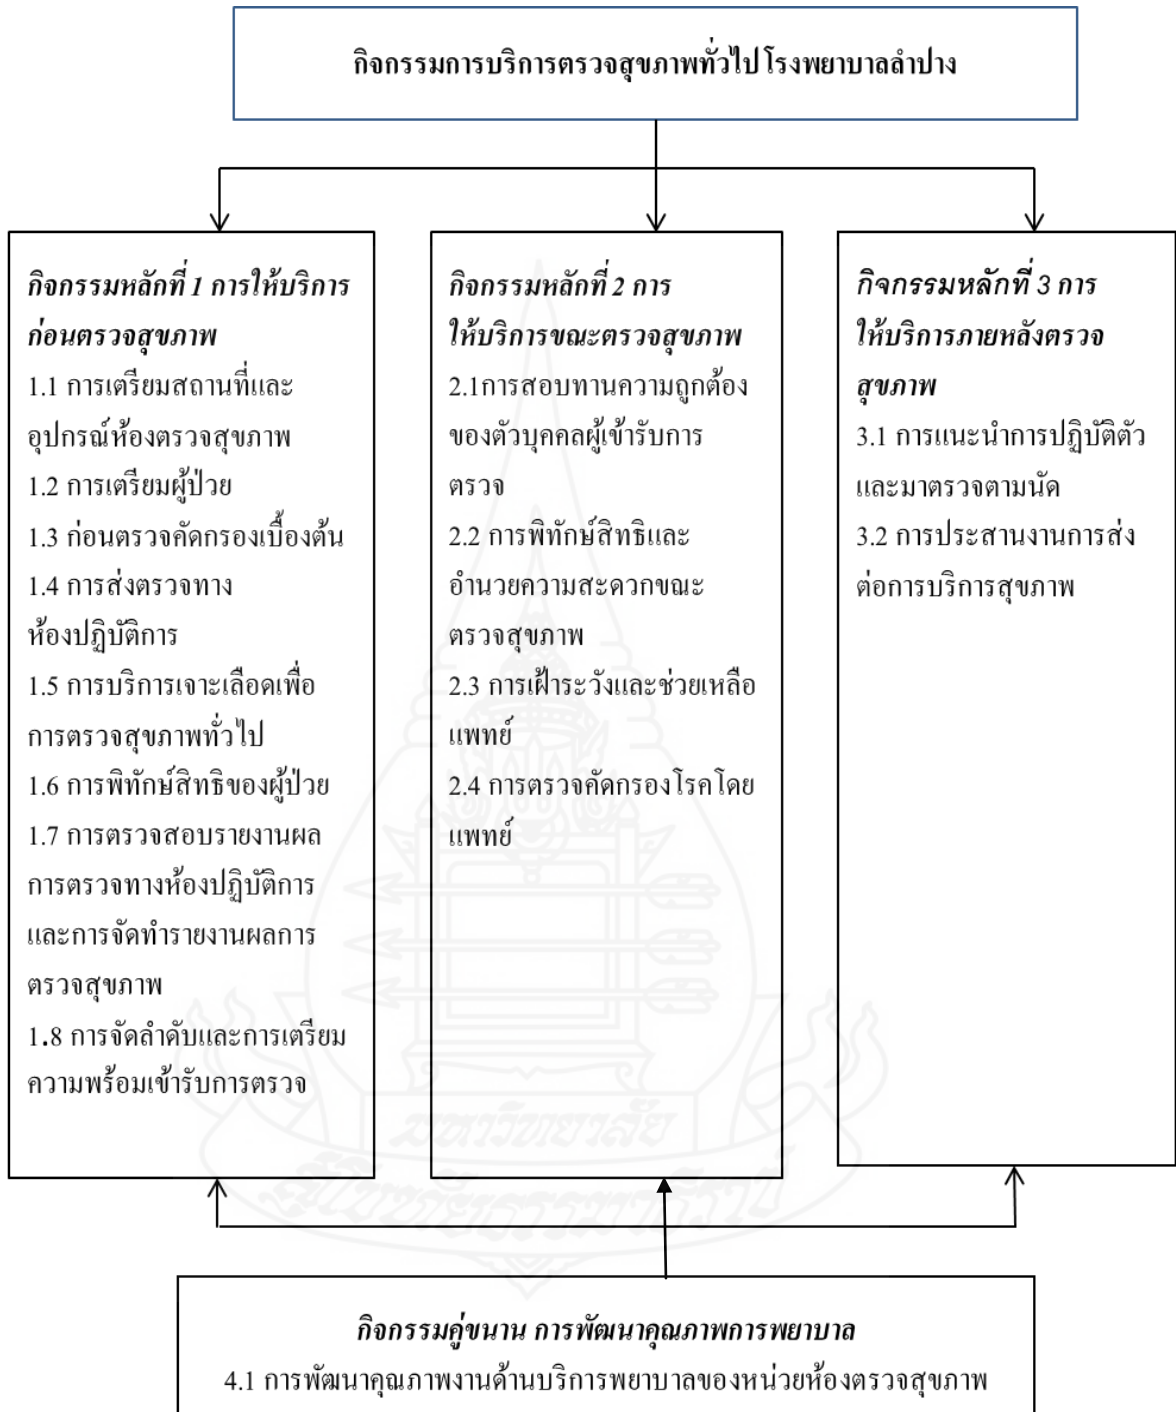 กิจกรรมการบริการตรวจสุขภาพทั่วไป โรงพยาบาลลำปาง
กิจกรรมหลักที่ 1 การให้บริการ
ก่อนตรวจสุขภาพ
1.1 การเตรียมสถานที่และ
อุปกรณ์ห้องตรวจสุขภาพ
1.2 การเตรียมผู้ป่วย
1.3 ก่อนตรวจคัดกรองเบื้องต้น
1.4 การส่งตรวจทาง
ห้องปฏิบัติการ
1.5 การบริการเจาะเลือดเพื่อ
การตรวจสุขภาพทั่วไป
1.6 การพิทักษ์สิทธิของผู้ป่วย
1.7 การตรวจสอบรายงานผล
การตรวจทางห้องปฏิบัติการ
และการจัดทำรายงานผลการ
ตรวจสุขภาพ
1.8 การจัดลำดับและการเตรียม
ความพร้อมเข้ารับการตรวจ
กิจกรรมหลักที่ 2 การ
ให้บริการขณะตรวจสุขภาพ
2.1การสอบทานความถูกต้อง
ของตัวบุคคลผู้เข้ารับการ
ตรวจ
2.2 การพิทักษ์สิทธิและ
อำนวยความสะดวกขณะ
ตรวจสุขภาพ
2.3 การเฝ้าระวังและช่วยเหลือ
แพทย์
2.4 การตรวจคัดกรองโรคโดย
แพทย์
กิจกรรมหลักที่ 3 การ
ให้บริการภายหลังตรวจ
สุขภาพ
3.1 การแนะนำการปฏิบัติตัว
และมาตรวจตามนัด
3.2 การประสานงานการส่ง
ต่อการบริการสุขภาพ
มหาวิทยาลัย
สุโขทัยธรรมาธิราช
กิจกรรมคู่ขนาน การพัฒนาคุณภาพการพยาบาล
4.1 การพัฒนาคุณภาพงานด้านบริการพยาบาลของหน่วยห้องตรวจสุขภาพ